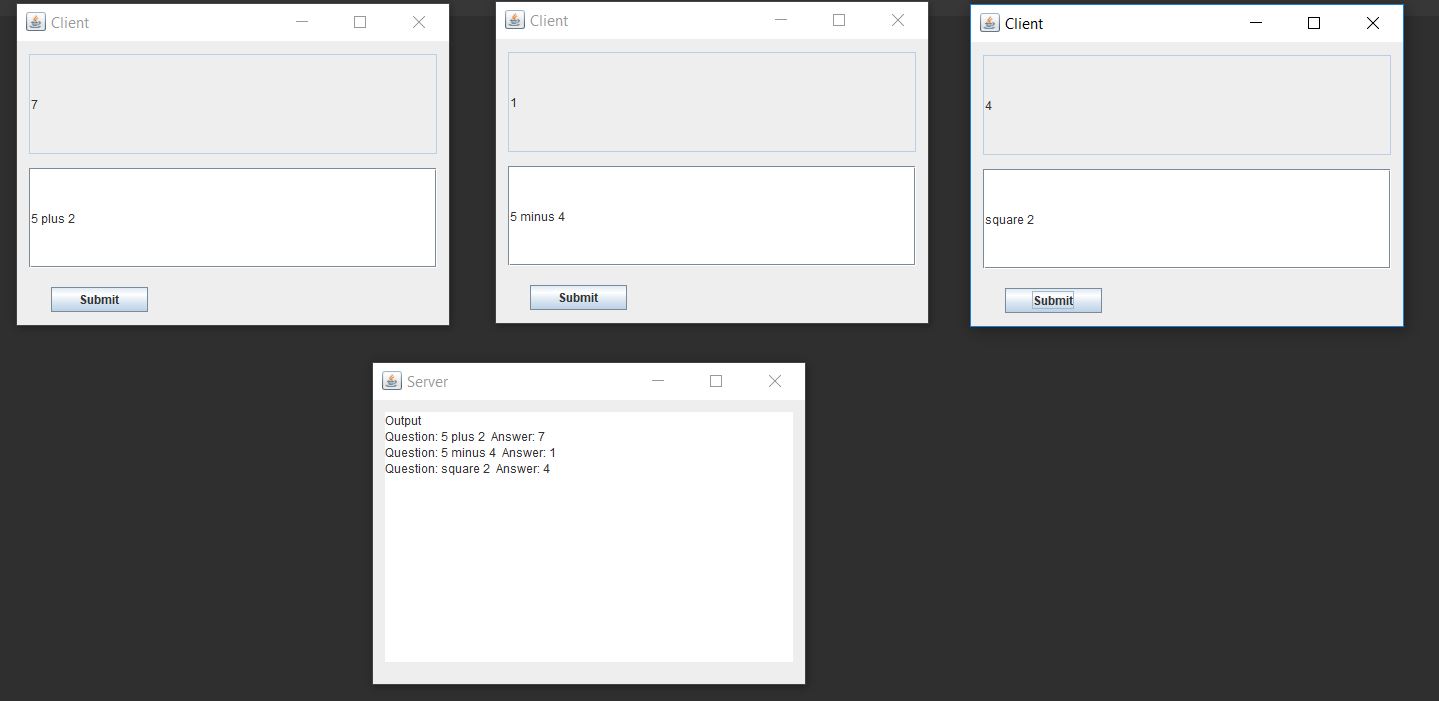 Client
7
5 plus 2
Submit
Client
1
5 minus 4
Submit
Client
4
square 2
Submit
Server
Output
Question: 5 plus 2  Answer: 7
Question: 5 minus 4  Answer: 1
Question: square 2  Answer: 4